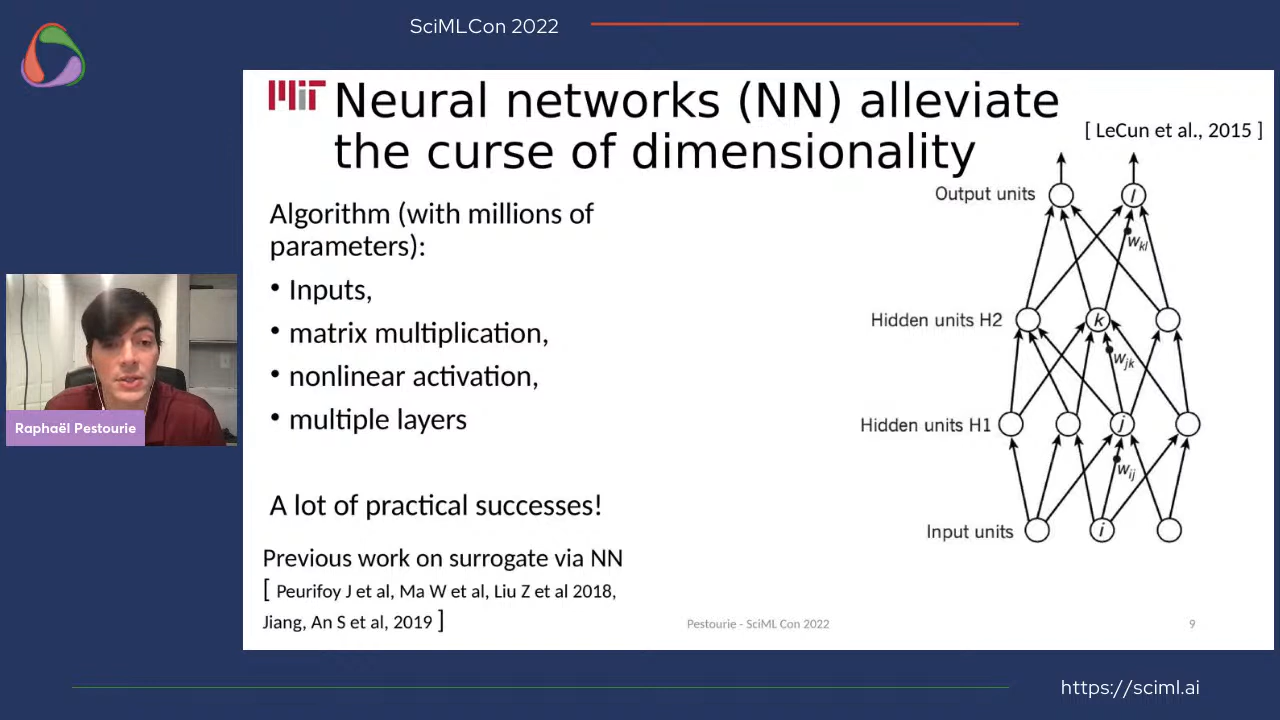 SciMLCon 2022
MiT
Neural networks (NN) alleviate
the curse of dimensionality
[ LeCun et al., 2015 ]
Algorithm (with millions of
parameters):
• Inputs,
• matrix multiplication,
• nonlinear activation,
• multiple layers
A lot of practical successes!
Previous work on surrogate via NN
[ Peurifoy J et al, Ma W et al, Liu Z et al 2018,
Jiang, An S et al, 2019 ]
Output units
l
wkl
Hidden units H2
k
wjk
Hidden units H1
j
wij
Input units
i
Pestourie - SciML Con 2022
9
Raphaël Pestourie
https://sciml.ai